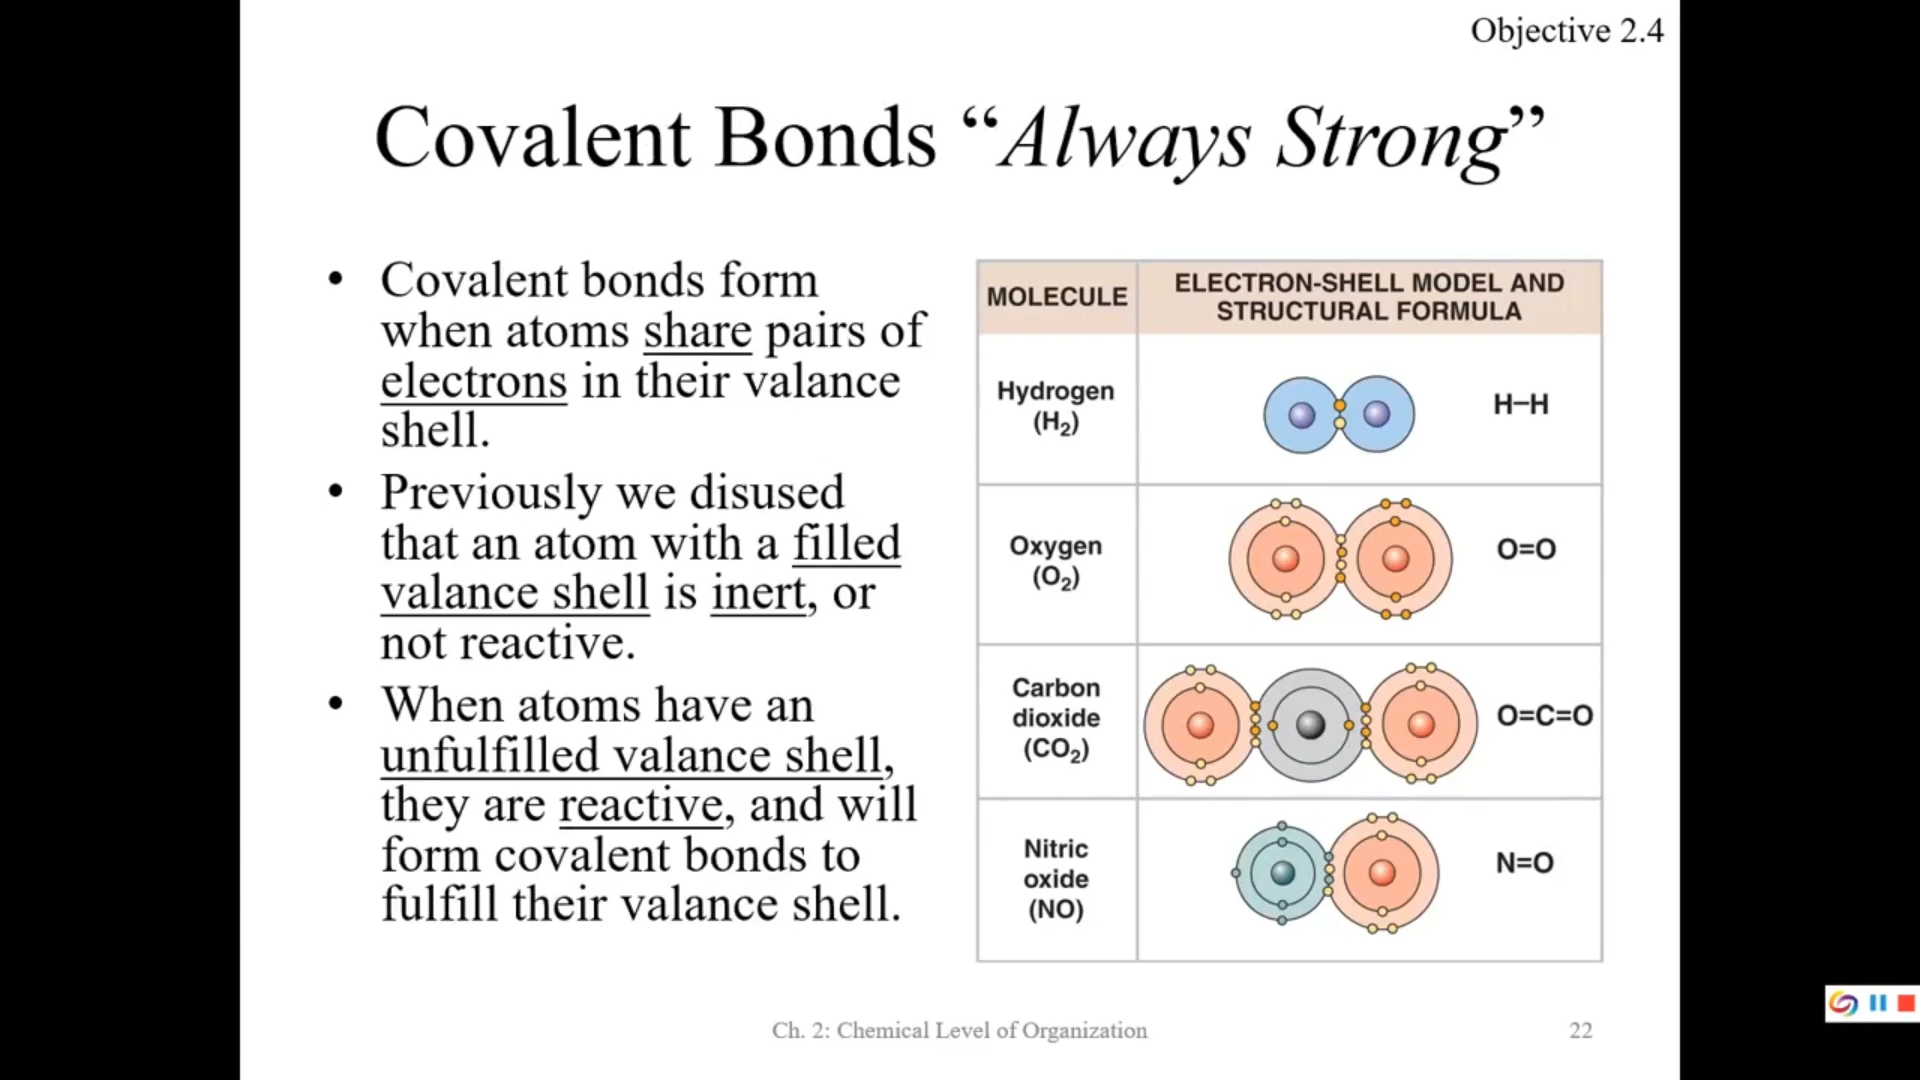 Objective 2.4
Covalent Bonds “Always Strong”
• Covalent bonds form
when atoms share pairs of
electrons in their valance
shell.
• Previously we disused
that an atom with a filled
valance shell is inert, or
not reactive.
• When atoms have an
unfulfilled valance shell,
they are reactive, and will
form covalent bonds to
fulfill their valance shell.
MOLECULE
ELECTRON-SHELL MODEL AND
STRUCTURAL FORMULA
Hydrogen
(H₂)
H–H
Oxygen
(O₂)
O=O
Carbon
dioxide
(CO₂)
O=C=O
Nitric
oxide
(NO)
N=O
Ch. 2: Chemical Level of Organization
22